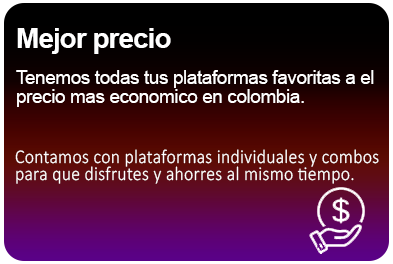 Mejor precio
Tenemos todas tus plataformas favoritas a el
precio mas economico en colombia.
Contamos con plataformas individuales y combos
para que disfrutes y ahorres al mismo tiempo.
$